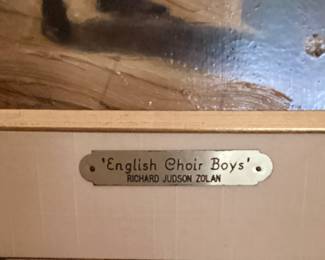 'English Choir Boys'
RICHARD JUDSON ZOLAN